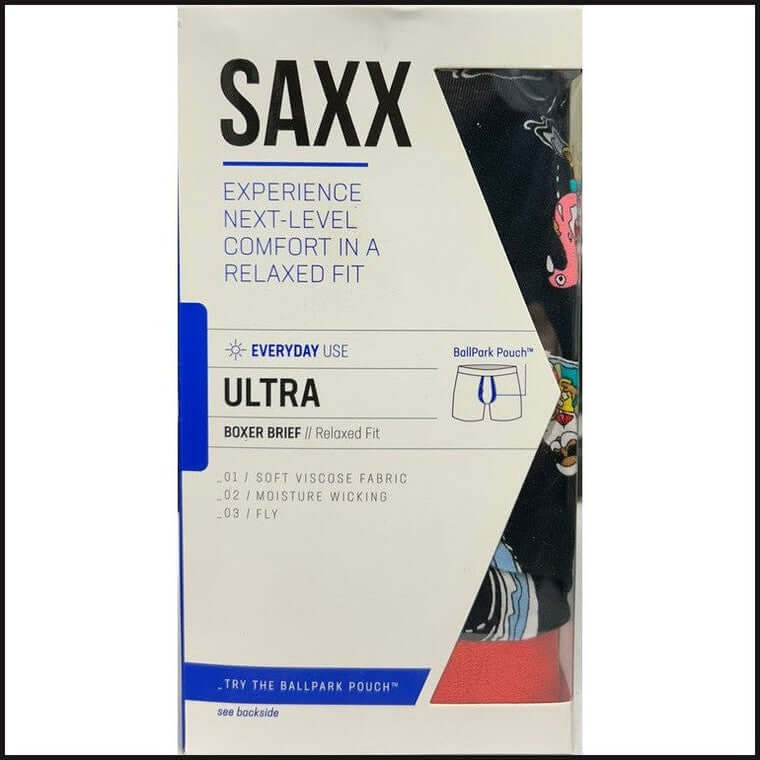 SAXX
EXPERIENCE
NEXT-LEVEL
COMFORT IN A
RELAXED FIT
EVERYDAY USE
BallPark Pouch™
ULTRA
BOXER BRIEF // Relaxed Fit
_01 / SOFT VISCOSE FABRIC
_02 / MOISTURE WICKING
_03 / FLY
_TRY THE BALLPARK POUCH™
see backside